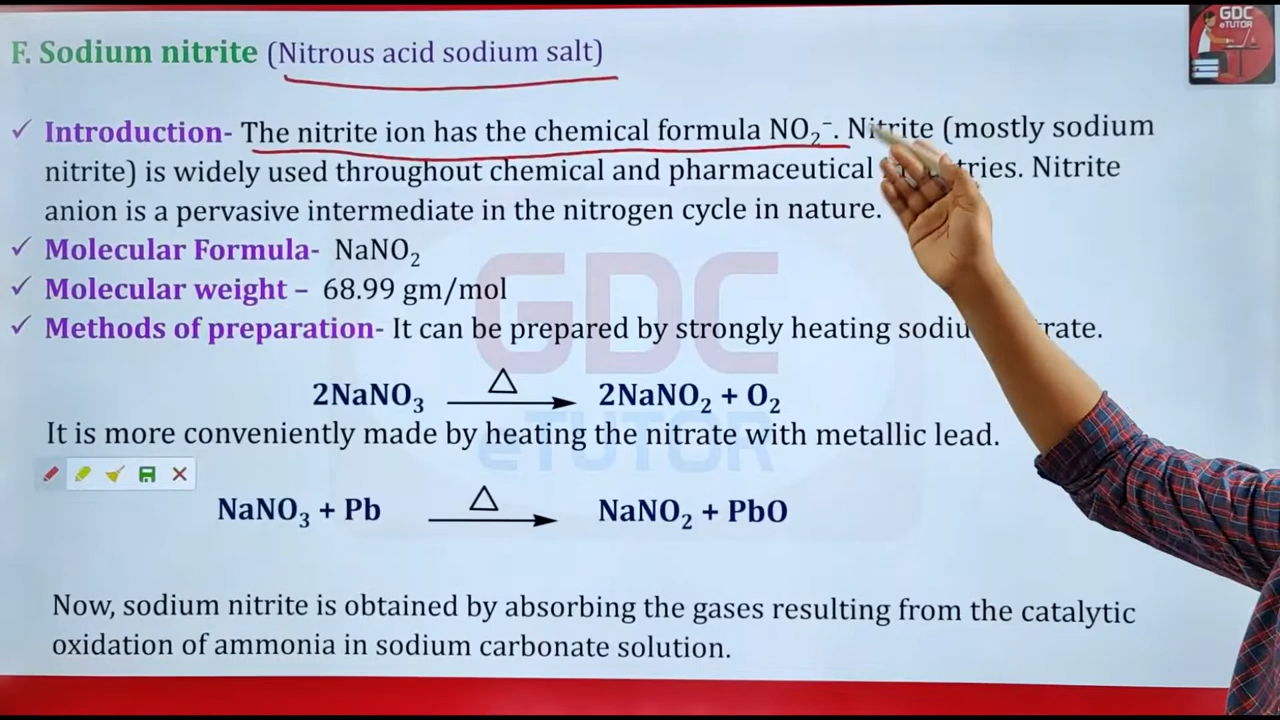 GDC
eTUTOR
F. Sodium nitrite (Nitrous acid sodium salt)
✓ Introduction- The nitrite ion has the chemical formula NO₂⁻. Nitrite (mostly sodium
nitrite) is widely used throughout chemical and pharmaceutical Nitrite
anion is a pervasive intermediate in the nitrogen cycle in nature.
✓ Molecular Formula- NaNO₂
✓ Molecular weight – 68.99 gm/mol
✓ Methods of preparation- It can be prepared by strongly heating
2NaNO₃ △ → 2NaNO₂ + O₂
It is more conveniently made by heating the nitrate with metallic lead.
NaNO₃ + Pb △ → NaNO₂ + PbO
Now, sodium nitrite is obtained by absorbing the gases resulting from the catalytic
oxidation of ammonia in sodium carbonate solution.
GDC
eTUTOR